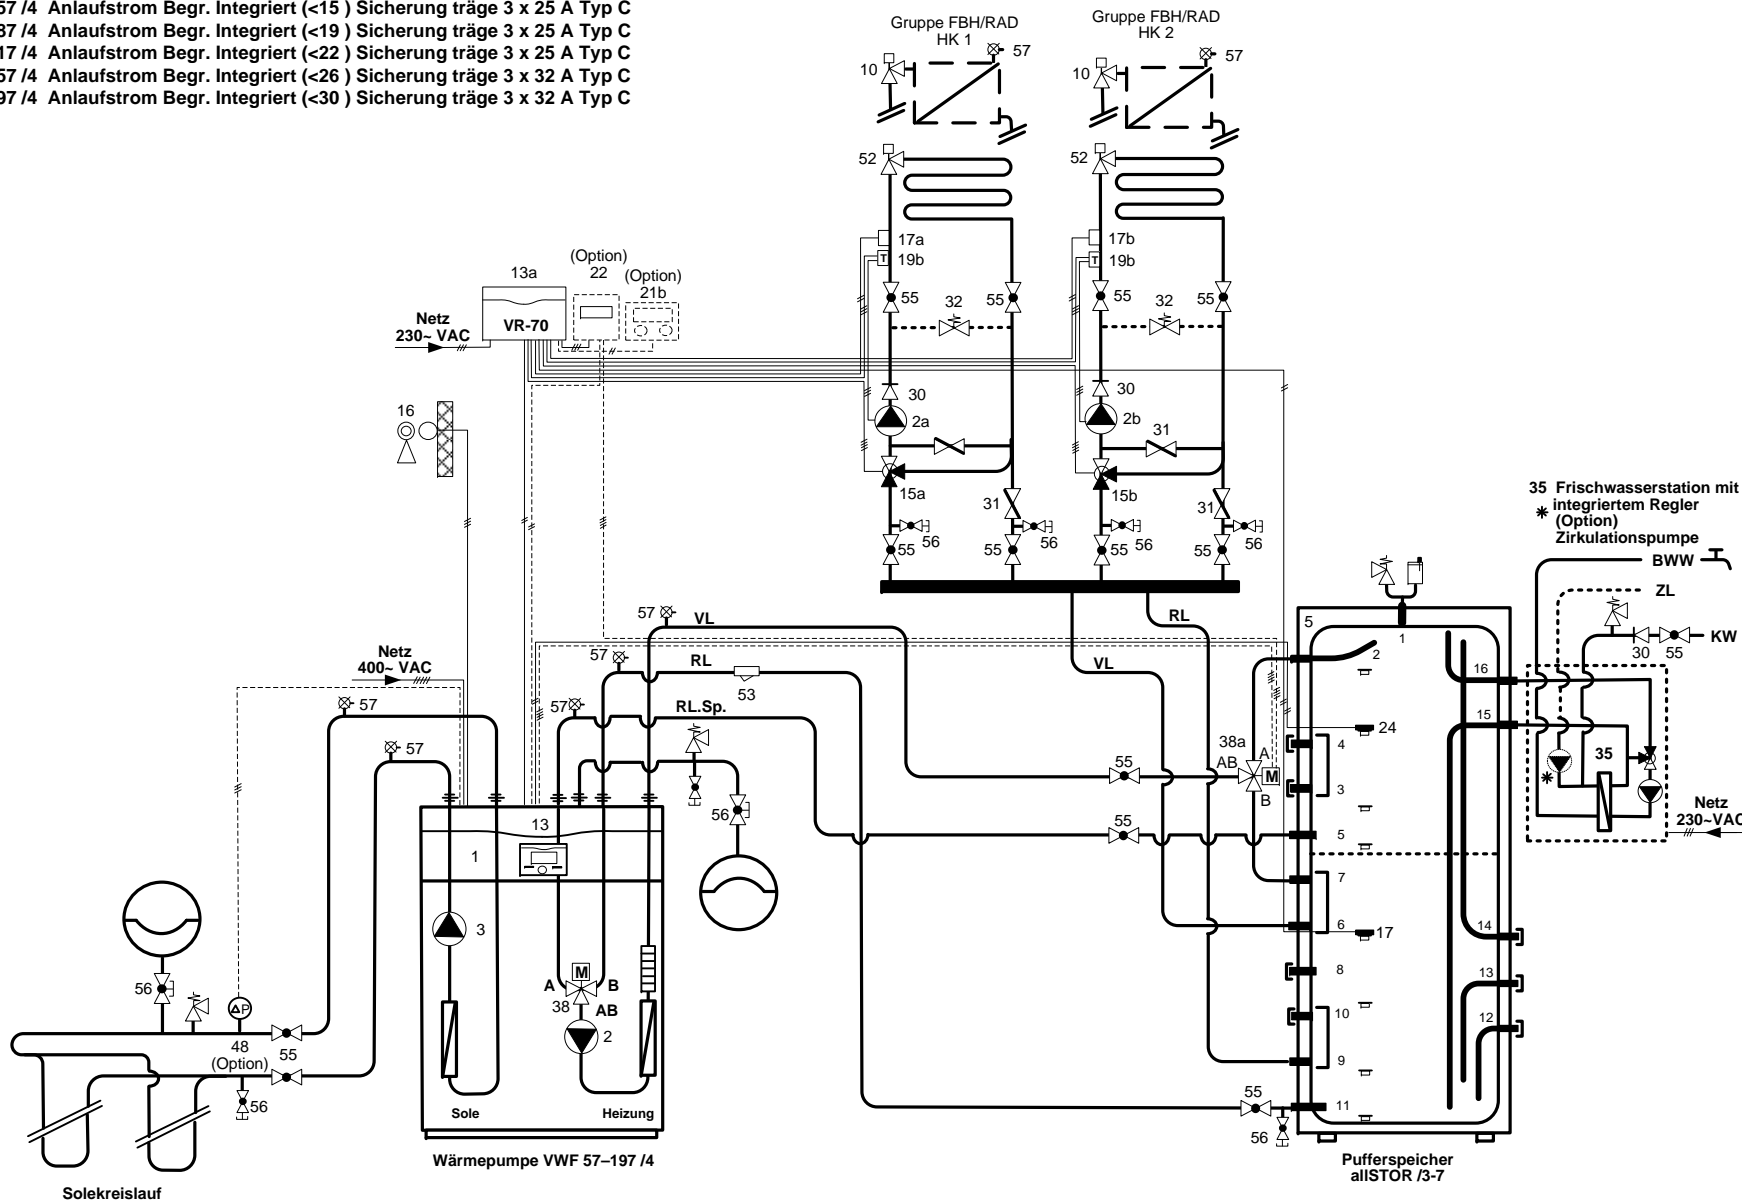 57 /4 Anlaufstrom Begr. Integriert (<15 ) Sicherung träge 3 x 25 A Typ C
87 /4 Anlaufstrom Begr. Integriert (<19 ) Sicherung träge 3 x 25 A Typ C
17 /4 Anlaufstrom Begr. Integriert (<22 ) Sicherung träge 3 x 25 A Typ C
57 /4 Anlaufstrom Begr. Integriert (<26 ) Sicherung träge 3 x 32 A Typ C
97 /4 Anlaufstrom Begr. Integriert (<30 ) Sicherung träge 3 x 32 A Typ C
Gruppe FBH/RAD
HK 1
Gruppe FBH/RAD
HK 2
57
57
10
10
52
52
17a
19b
T
17b
19b
T
(Option)
22
(Option)
21b
13a
VR-70
Netz
230~ VAC
55
32
55
55
32
55
30
30
2a
2b
31
16
15a
31
15b
31
56
56
56
56
55
55
55
55
35 Frischwasserstation mit
integriertem Regler
(Option)
Zirkulationspumpe
*
BWW
ZL
KW
30
55
57
VL
RL
VL
Netz
400~ VAC
57
RL
53
57
57
RL.Sp.
57
5
1
2
16
15
24
4
3
38a
A
AB
M
B
55
55
5
7
6
17
8
10
9
11
14
13
12
35
*
Netz
230~VAC
13
1
56
3
M
A
B
38
AB
2
56
ΔP
48
(Option)
55
56
Sole
Heizung
55
56
Wärmepumpe VWF 57–197 /4
Pufferspeicher
allSTOR /3-7
Solekreislauf